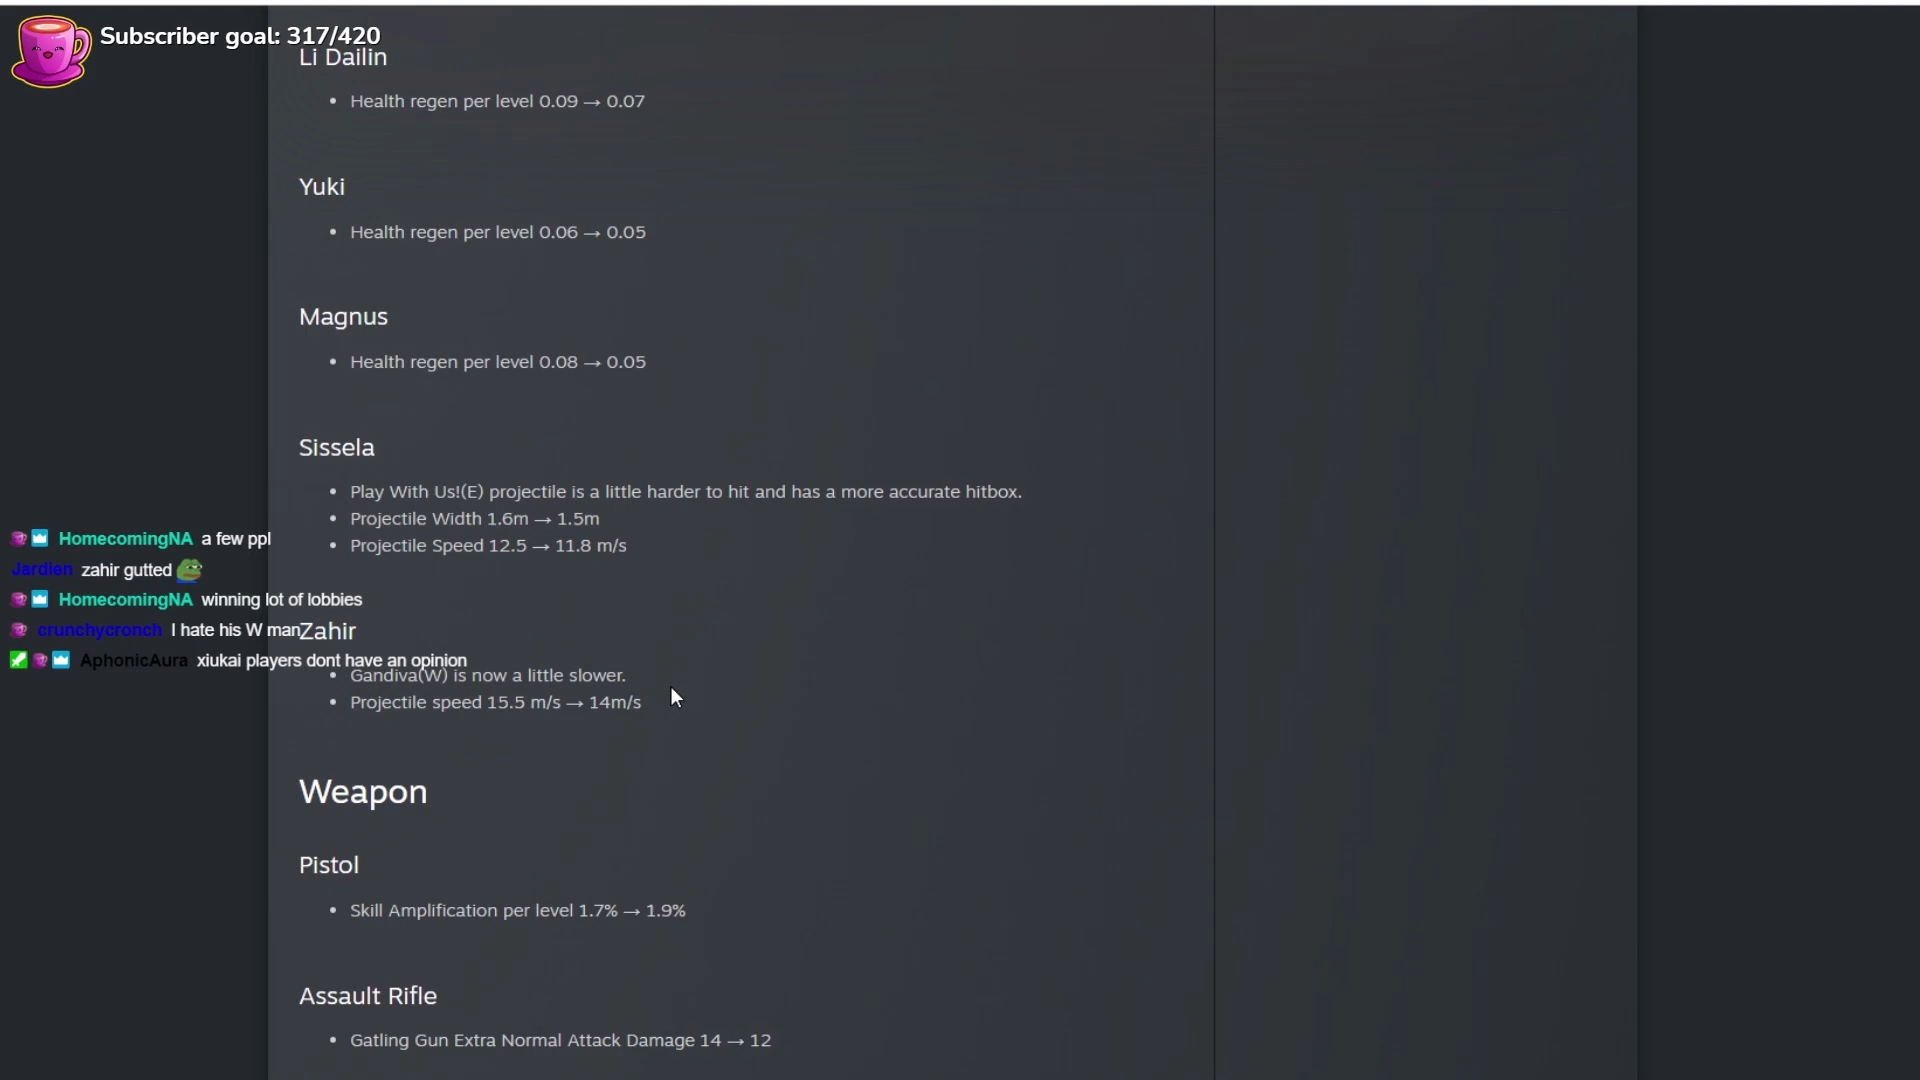 Subscriber goal: 317/420
Li Dailin
• Health regen per level 0.09 → 0.07
Yuki
• Health regen per level 0.06 → 0.05
Magnus
• Health regen per level 0.08 → 0.05
Sissela
• Play With Us!(E) projectile is a little harder to hit and has a more accurate hitbox.
• Projectile Width 1.6m → 1.5m
• Projectile Speed 12.5 → 11.8 m/s
HomecomingNA a few ppl
Jardien zahir gutted
HomecomingNA winning lot of lobbies
crunchycronch I hate his W man
AphonicAura xiukai players dont have an opinion
Zahir
• Gandiva(W) is now a little slower.
• Projectile speed 15.5 m/s → 14m/s
Weapon
Pistol
• Skill Amplification per level 1.7% → 1.9%
Assault Rifle
• Gatling Gun Extra Normal Attack Damage 14 → 12